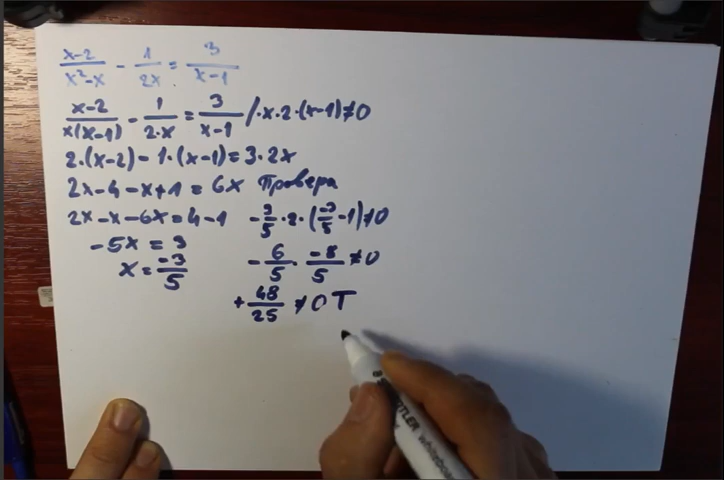 x-2/x²-x - 1/2x = 3/x-1
x-2/x(x-1) - 1/2·x = 3/x-1 /·x·2·(x-1)≠0
2·(x-2)-1·(x-1)=3·2x
2x-4-x+1=6x Провера
2x-x-6x=4-1 -3/5·2·(-3/5-1)≠0
-5x=3 -6/5·-8/5≠0
x=-3/5
+48/25≠0 T
STAEDTLER whiteboard